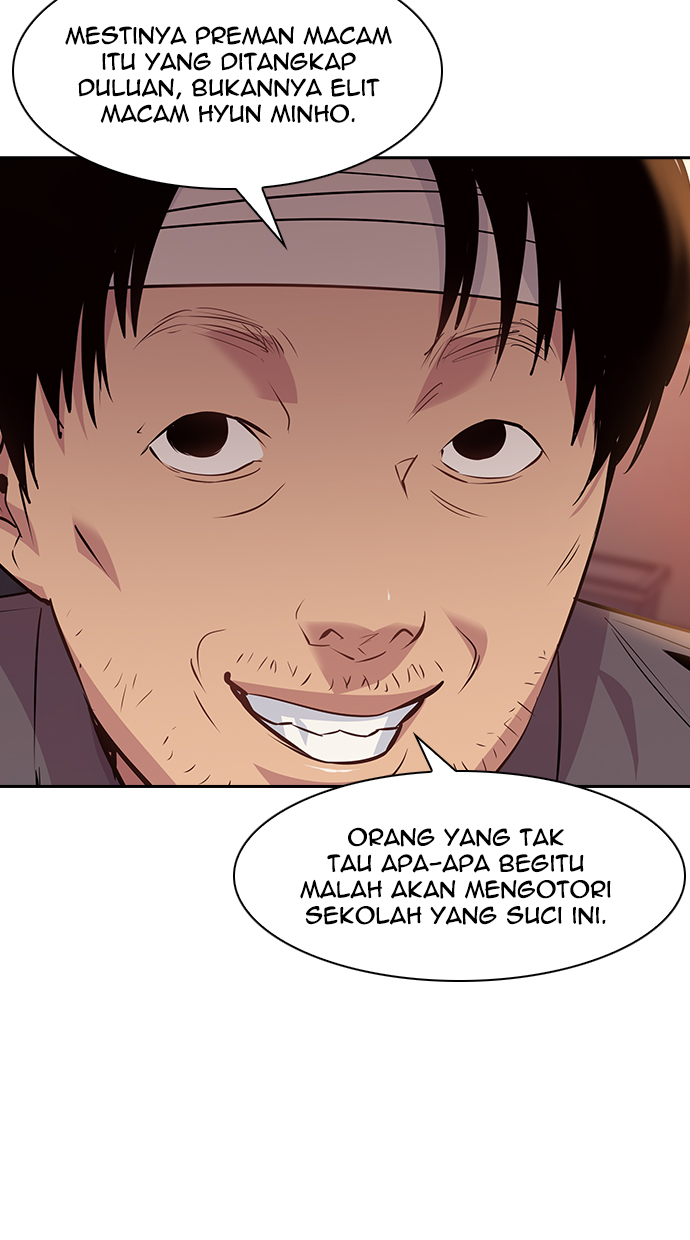 MESTINYA PREMAN MACAM
ITU YANG DITANGKAP
DULUAN, BUKANNYA ELIT
MACAM HYUN MINHO.
ORANG YANG TAK
TAU APA-APA BEGITU
MALAH AKAN MENGOTORI
SEKOLAH YANG SUCI INI.